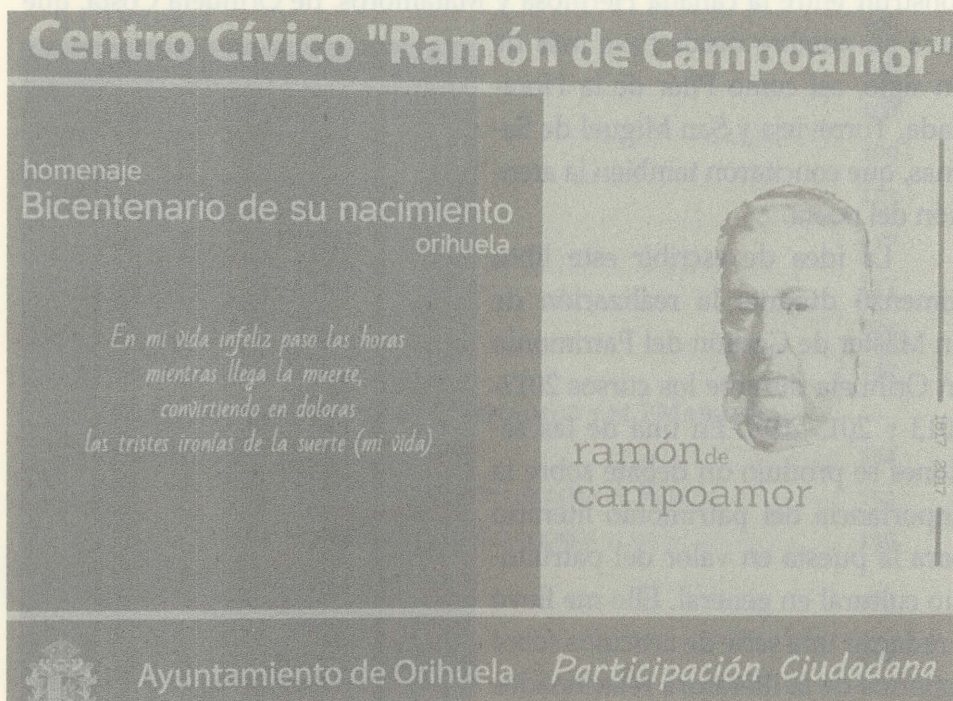 Centro Cívico "Ramón de Campoamor"
homenaje
Bicentenario de su nacimiento
orihuela
En mi vida infeliz paso las horas
mientras llega la muerte,
convirtiendo en doloras
las tristes ironías de la suerte (mi vida)
ramón de
campoamor
1817 2017
Ayuntamiento de Orihuela Participación Ciudadana